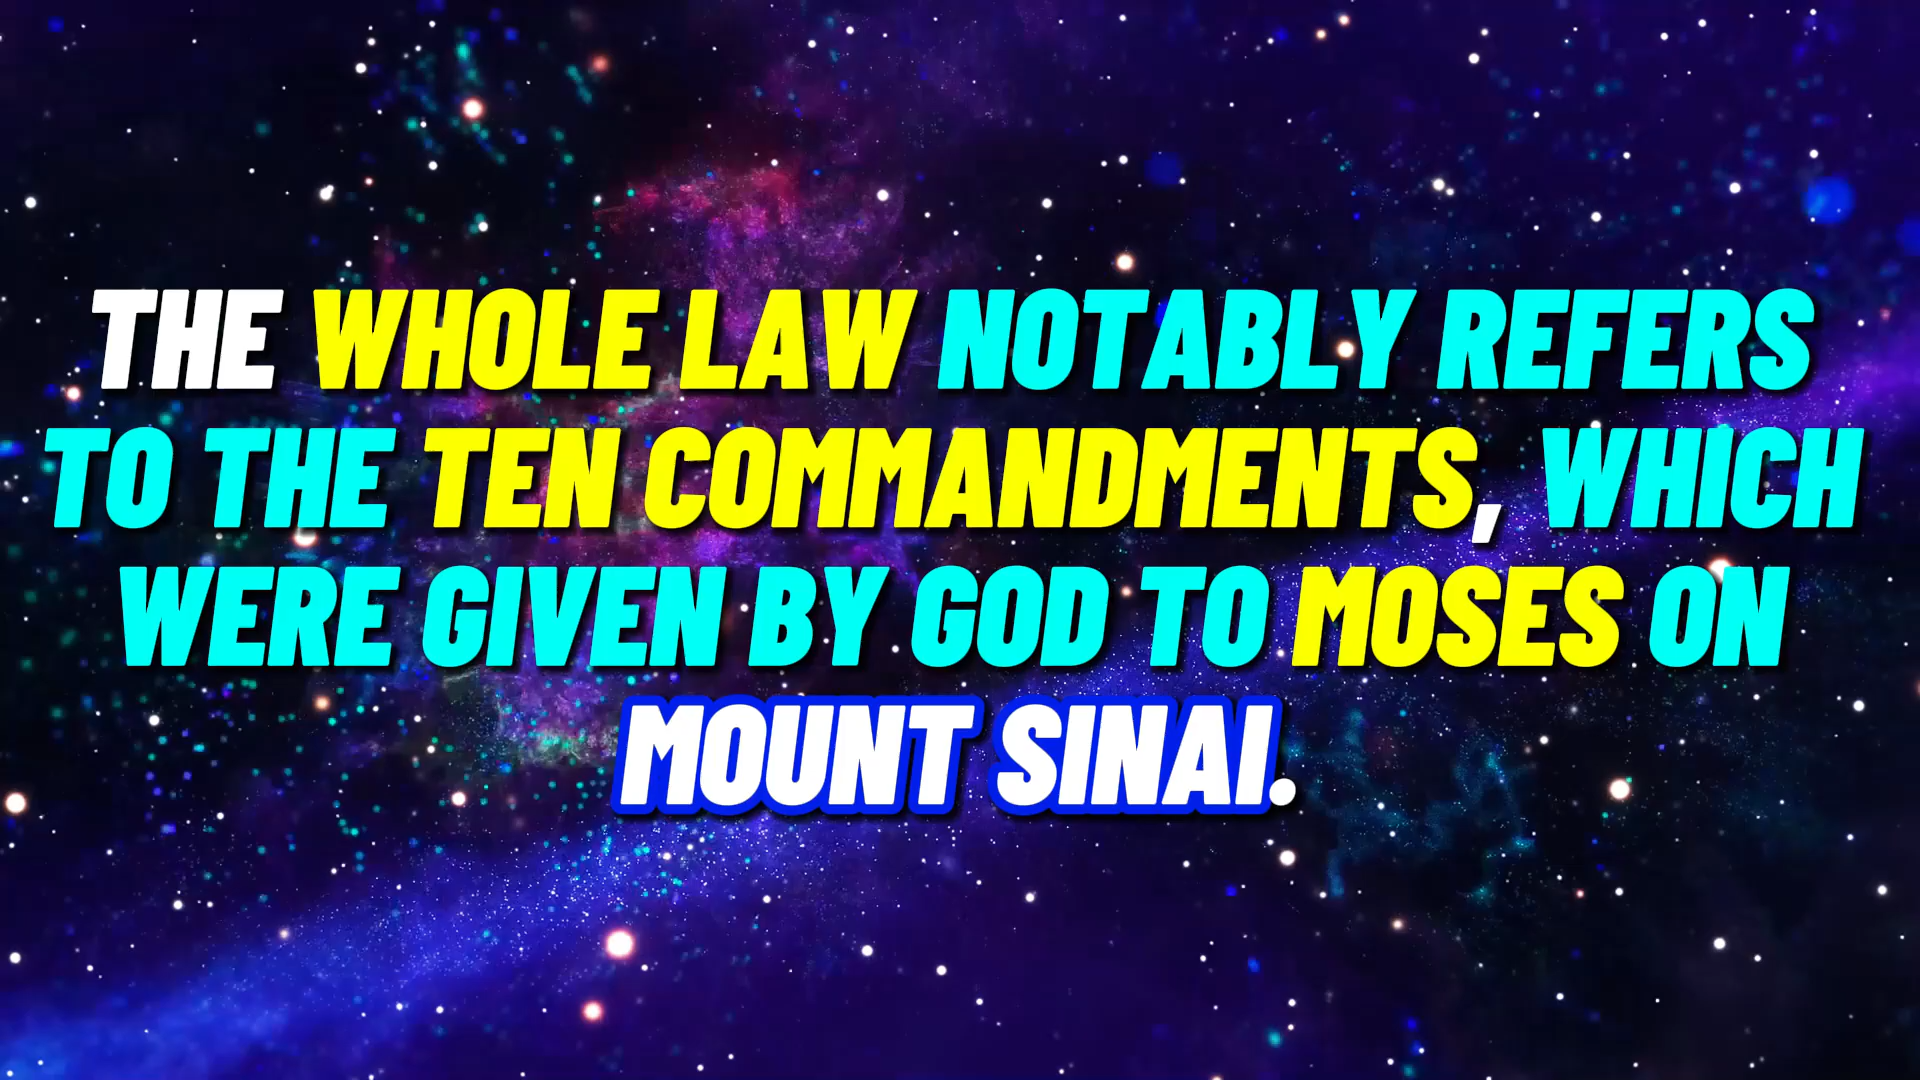 THE WHOLE LAW NOTABLY REFERS
TO THE TEN COMMANDMENTS, WHICH
WERE GIVEN BY GOD TO MOSES ON
MOUNT SINAI.